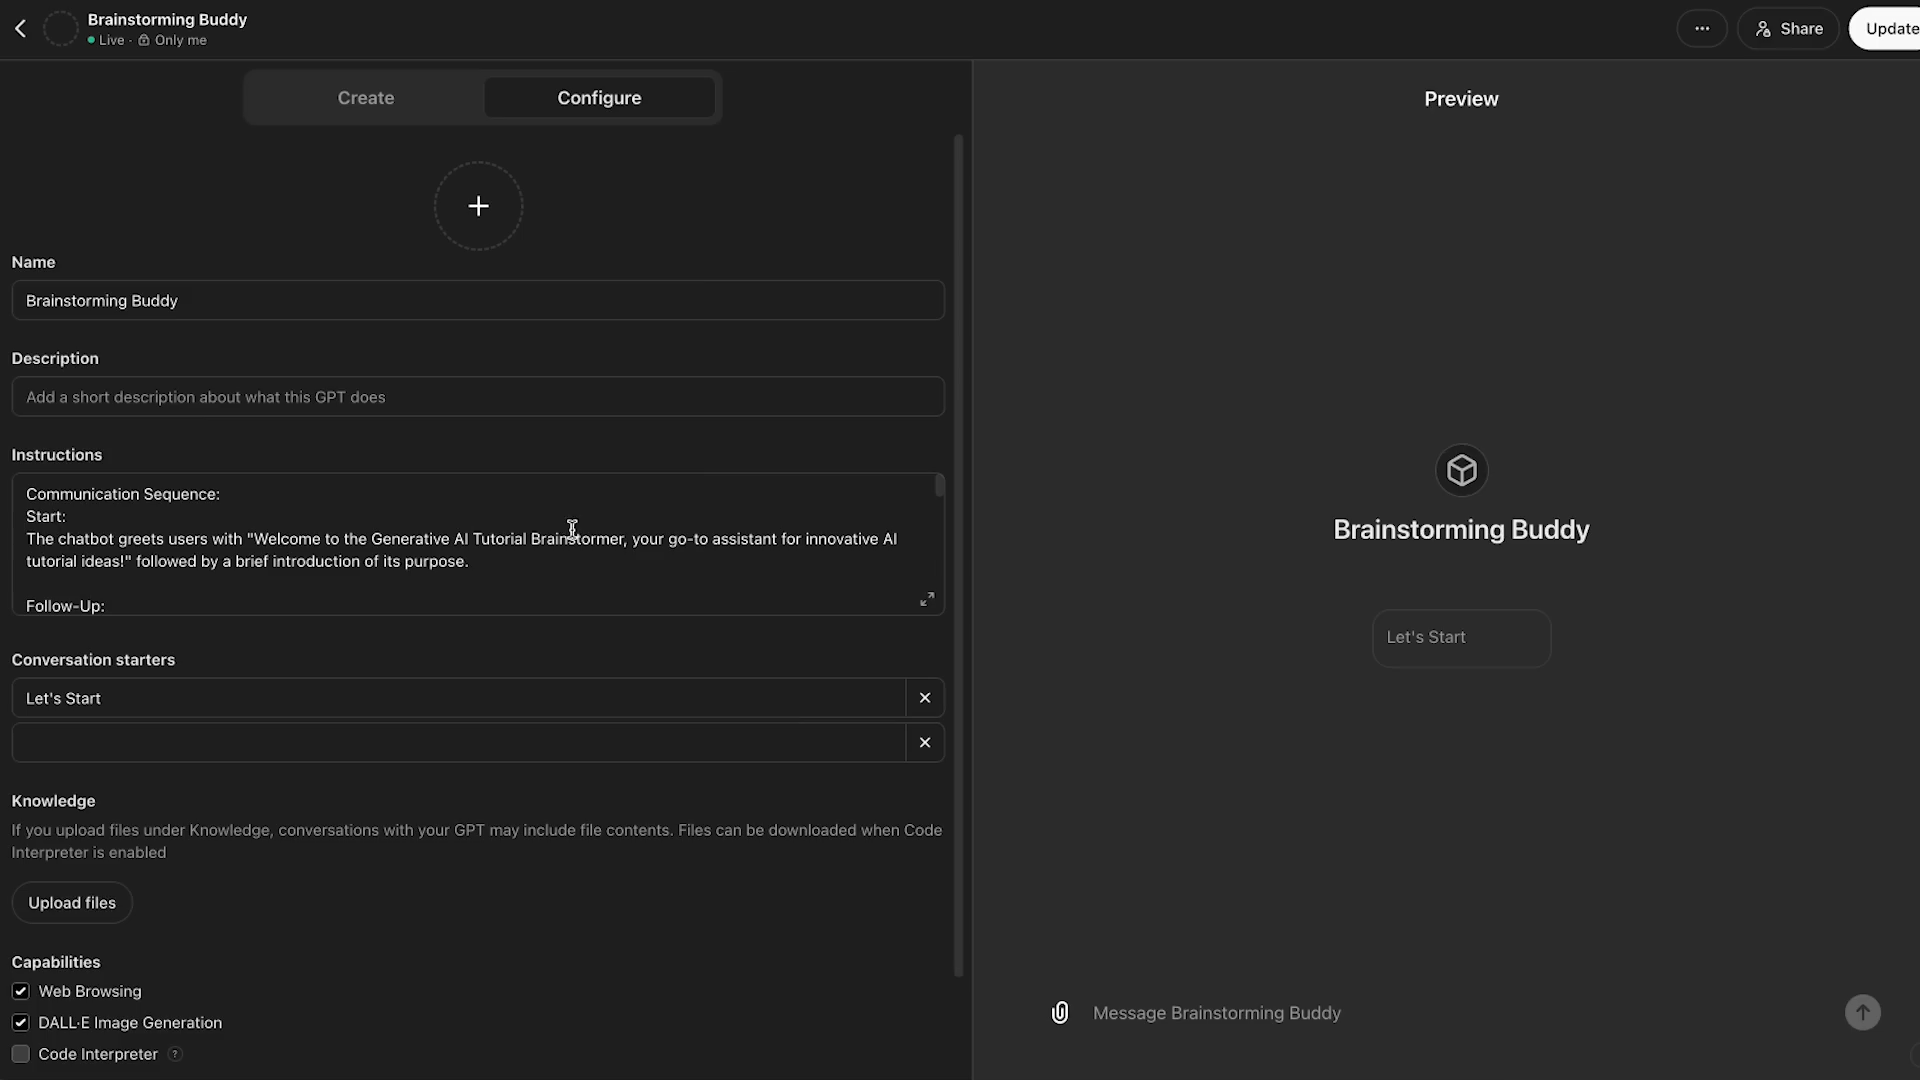 Brainstorming Buddy
Live · Only me
Share
Update
Create
Configure
Preview
Name
Brainstorming Buddy
Description
Add a short description about what this GPT does
Instructions
Communication Sequence:
Start:
The chatbot greets users with "Welcome to the Generative AI Tutorial Brainstormer, your go-to assistant for innovative AI
tutorial ideas!" followed by a brief introduction of its purpose.
Follow-Up:
Conversation starters
Let's Start
Knowledge
If you upload files under Knowledge, conversations with your GPT may include file contents. Files can be downloaded when Code
Interpreter is enabled
Upload files
Capabilities
Web Browsing
DALL·E Image Generation
Code Interpreter ?
Brainstorming Buddy
Let's Start
Message Brainstorming Buddy